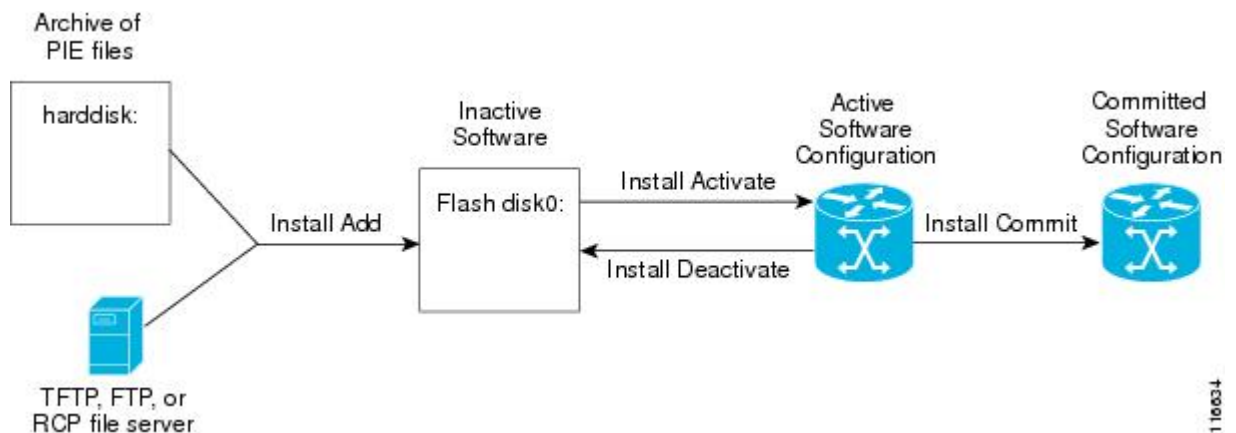 Archive of
PIE files
harddisk:
Inactive
Software
Flash disk0:
Active
Software
Configuration
Committed
Software
Configuration
Install Add
Install Activate
Install Deactivate
Install Commit
TFTP, FTP, or
RCP file server
116634